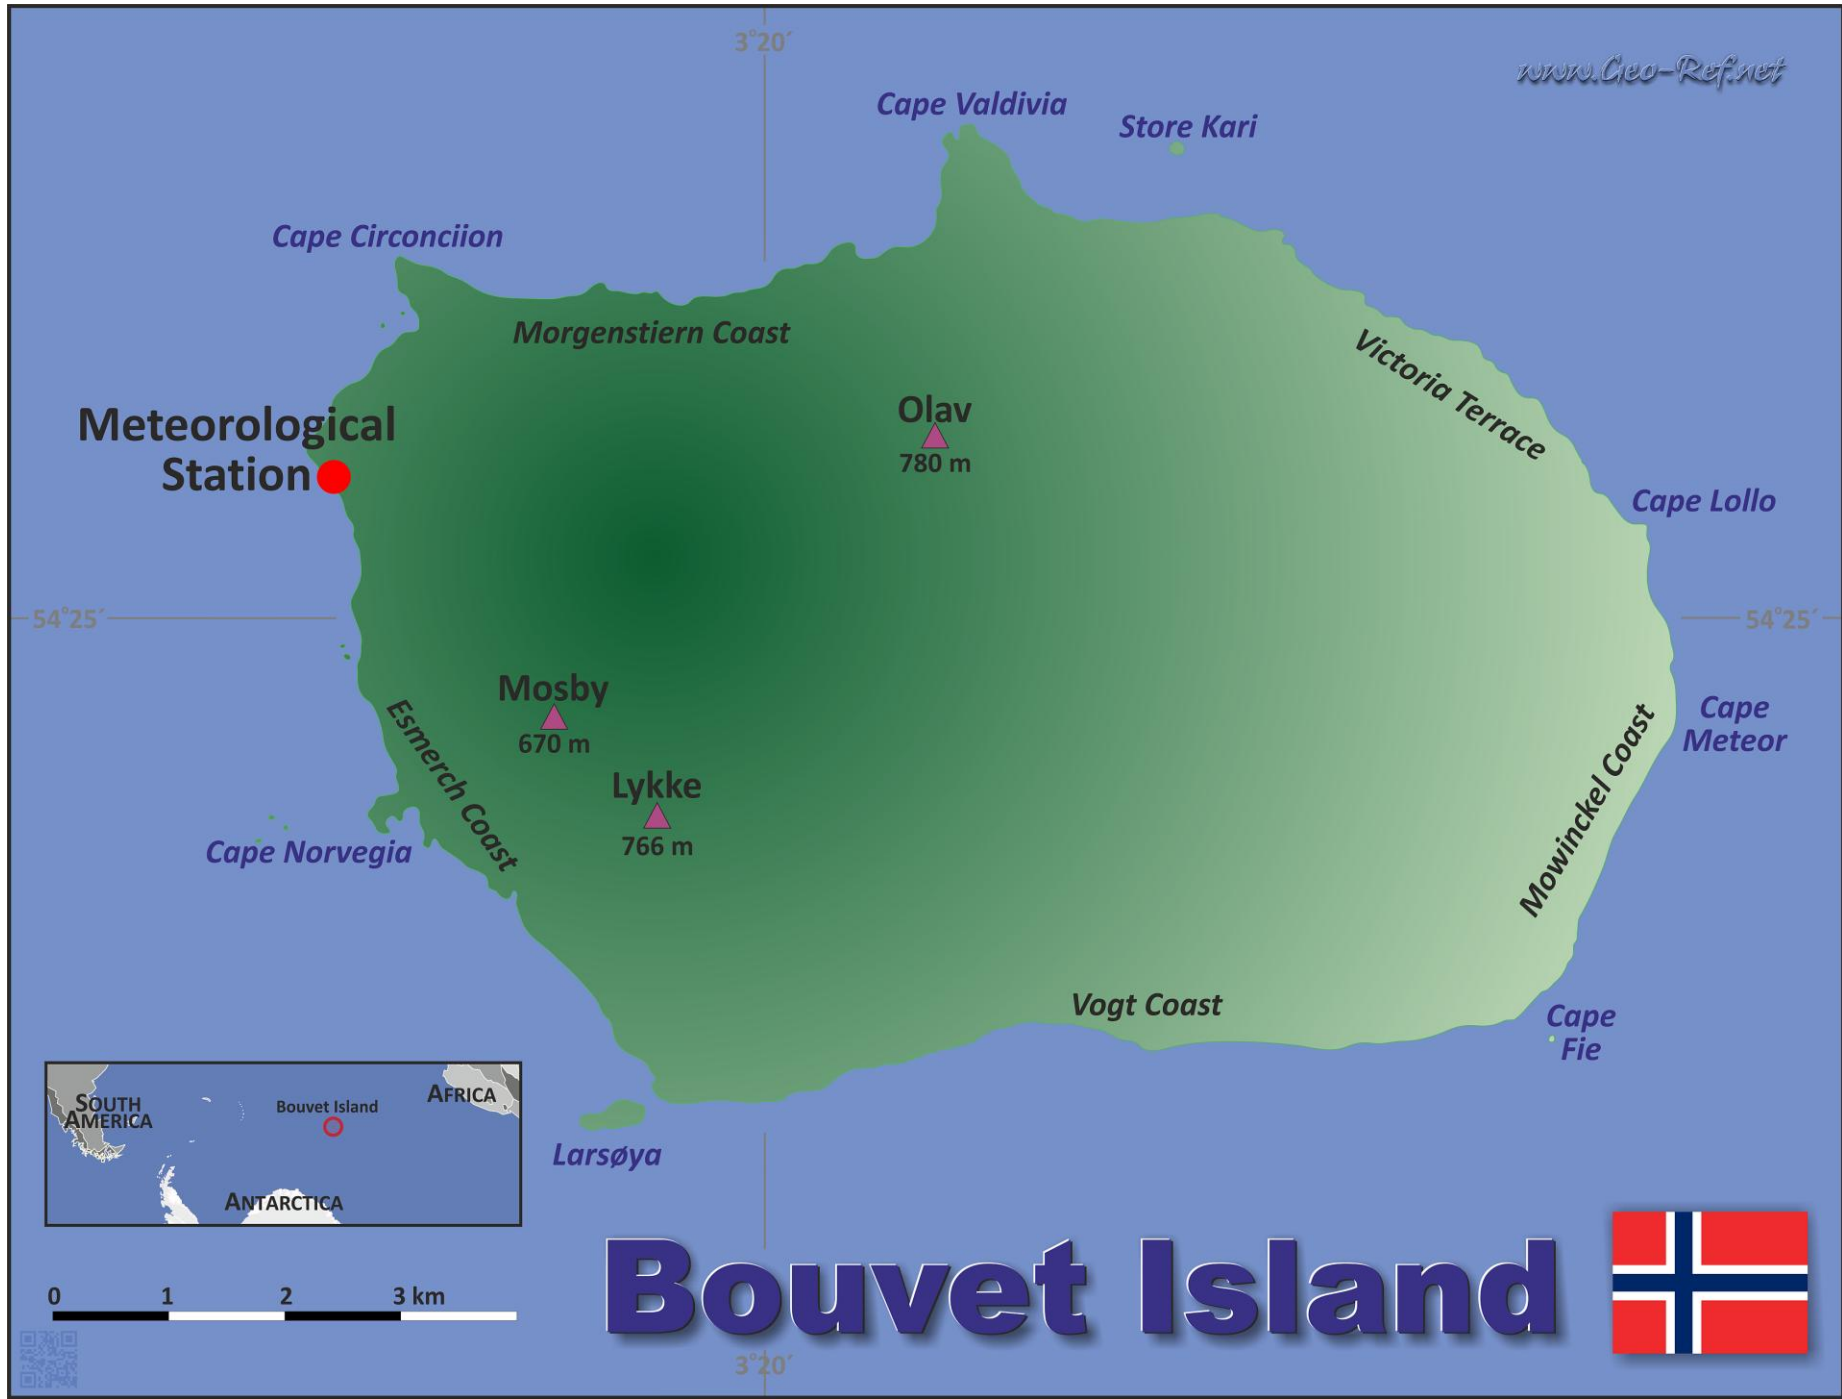 3°20´
www.Geo-Ref.net
Cape Valdivia
Store Kari
Cape Circonciion
Morgenstiern Coast
Victoria Terrace
Meteorological
Station
Olav
780 m
Cape Lollo
54°25´
54°25´
Mosby
670 m
Esmerch Coast
Cape
Meteor
Mowinckel Coast
Lykke
766 m
Cape Norvegia
Vogt Coast
Cape
Fie
Larsøya
SOUTH
AMERICA
Bouvet Island
AFRICA
ANTARCTICA
0 1 2 3 km
Bouvet Island
3°20´